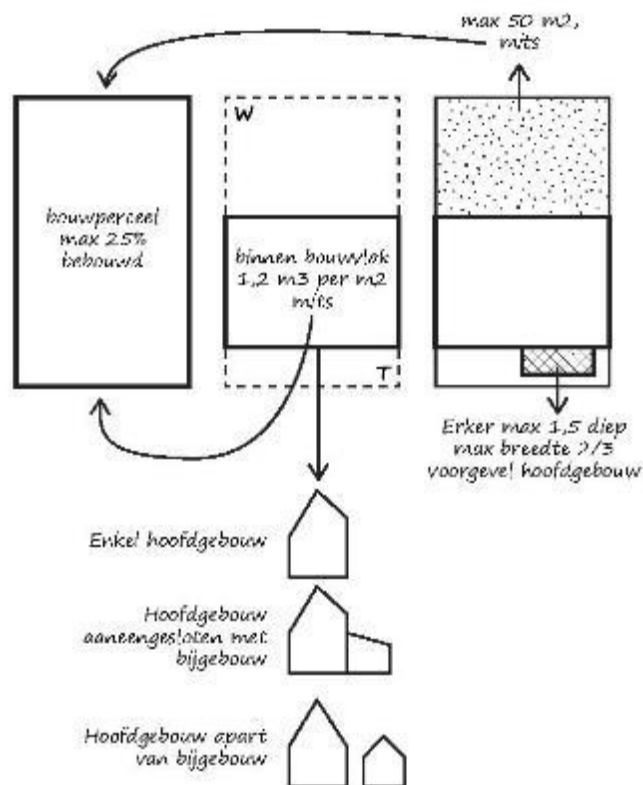 max 50 m2,
mits
W
bouwperceel
max 25%
bebouwd
binnen bouwvlak
1,2 m3 per m2
mits
T
Erker max 1,5 diep
max breedte 2/3
voorgevel hoofdgebouw
Enkel hoofdgebouw
Hoofdgebouw
aaneengesloten met
bijgebouw
Hoofdgebouw apart
van bijgebouw